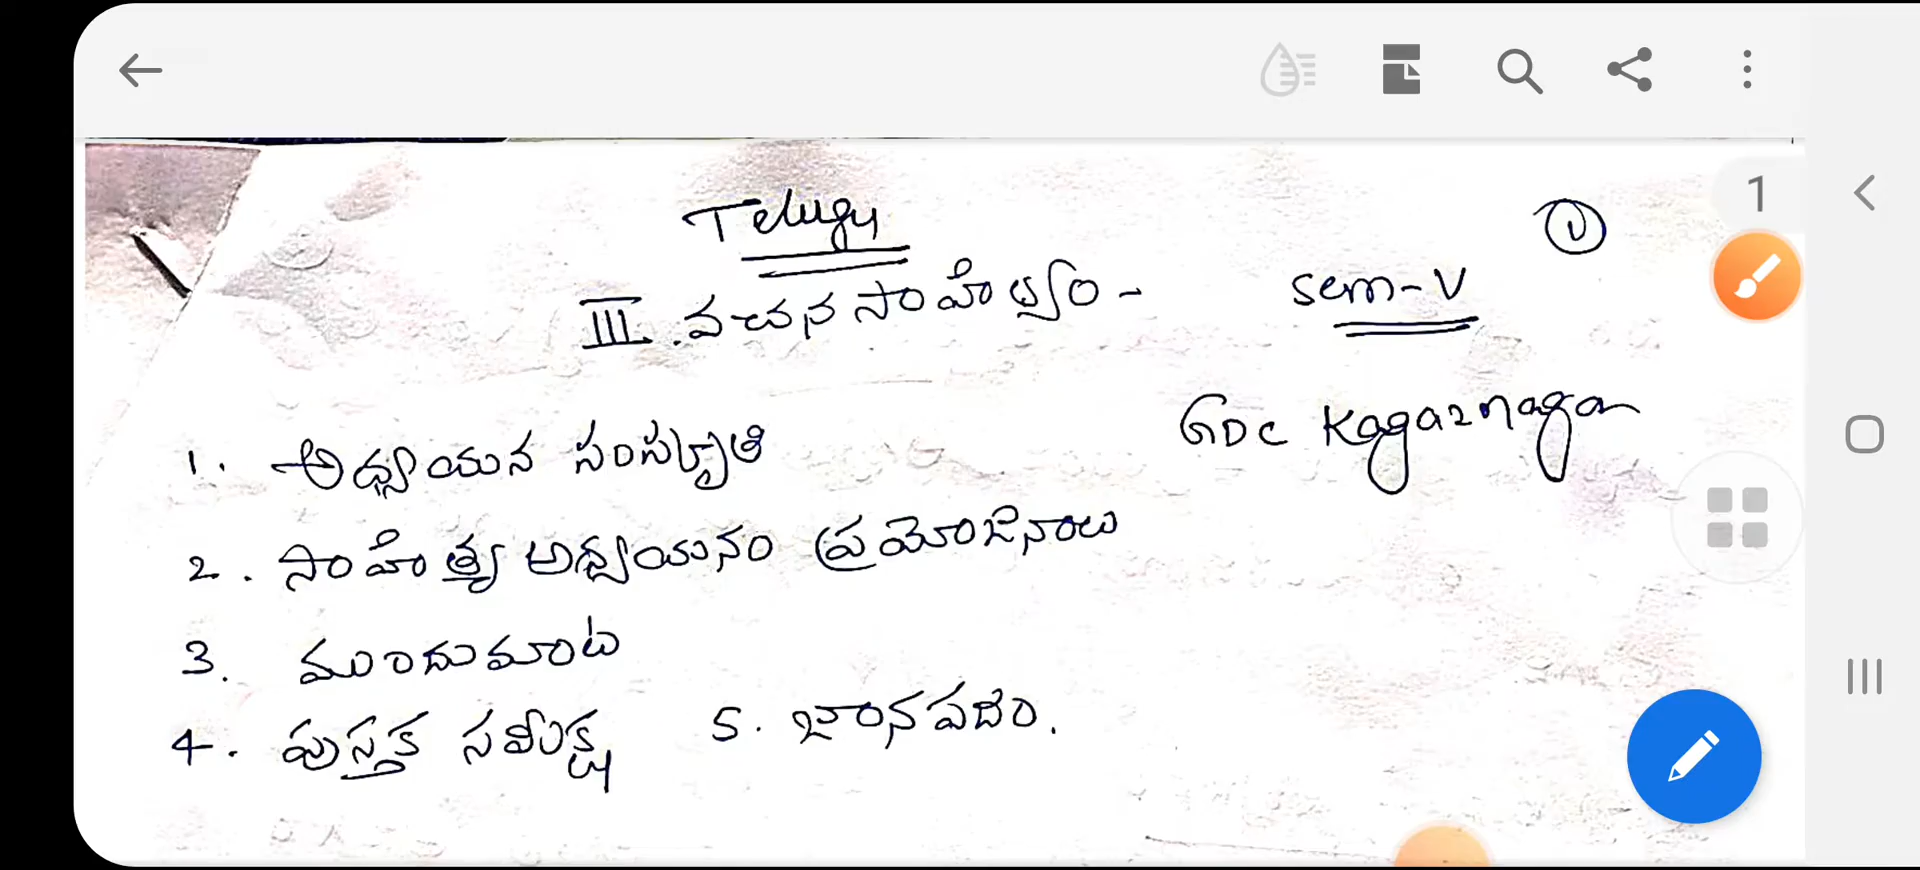 1
Telugu
1
III. వచన సాహిత్యం - sem-V
GDC Kagaznagar
1. అధ్యయన సంస్కృతి
2. సాహిత్య అధ్యయనం ప్రయోజనాలు
3. ముందుమాట
4. పుస్తక సమీక్ష 5. జానపదం.